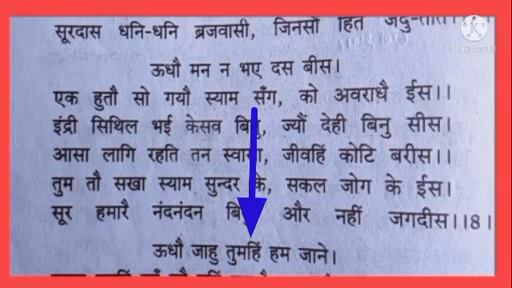 सूरदास धनि-धनि ब्रजवासी, जिनसौं हित
ऊधौ मन न भए दस बीस।
एक हुतौ सो गयौ स्याम सँग, को अवराधै ईस।।
इंद्री सिथिल भई केसव बिनु, ज्यौं देही बिनु सीस।
आसा लागि रहति तन स्वासा, जीवहिं कोटि बरीस।।
तुम तौ सखा स्याम सुन्दर के, सकल जोग के ईस।
सूर हमारै नंदनंदन बिनु और नहीं जगदीस।।8।
ऊधौ जाहु तुमहिं हम जाने।